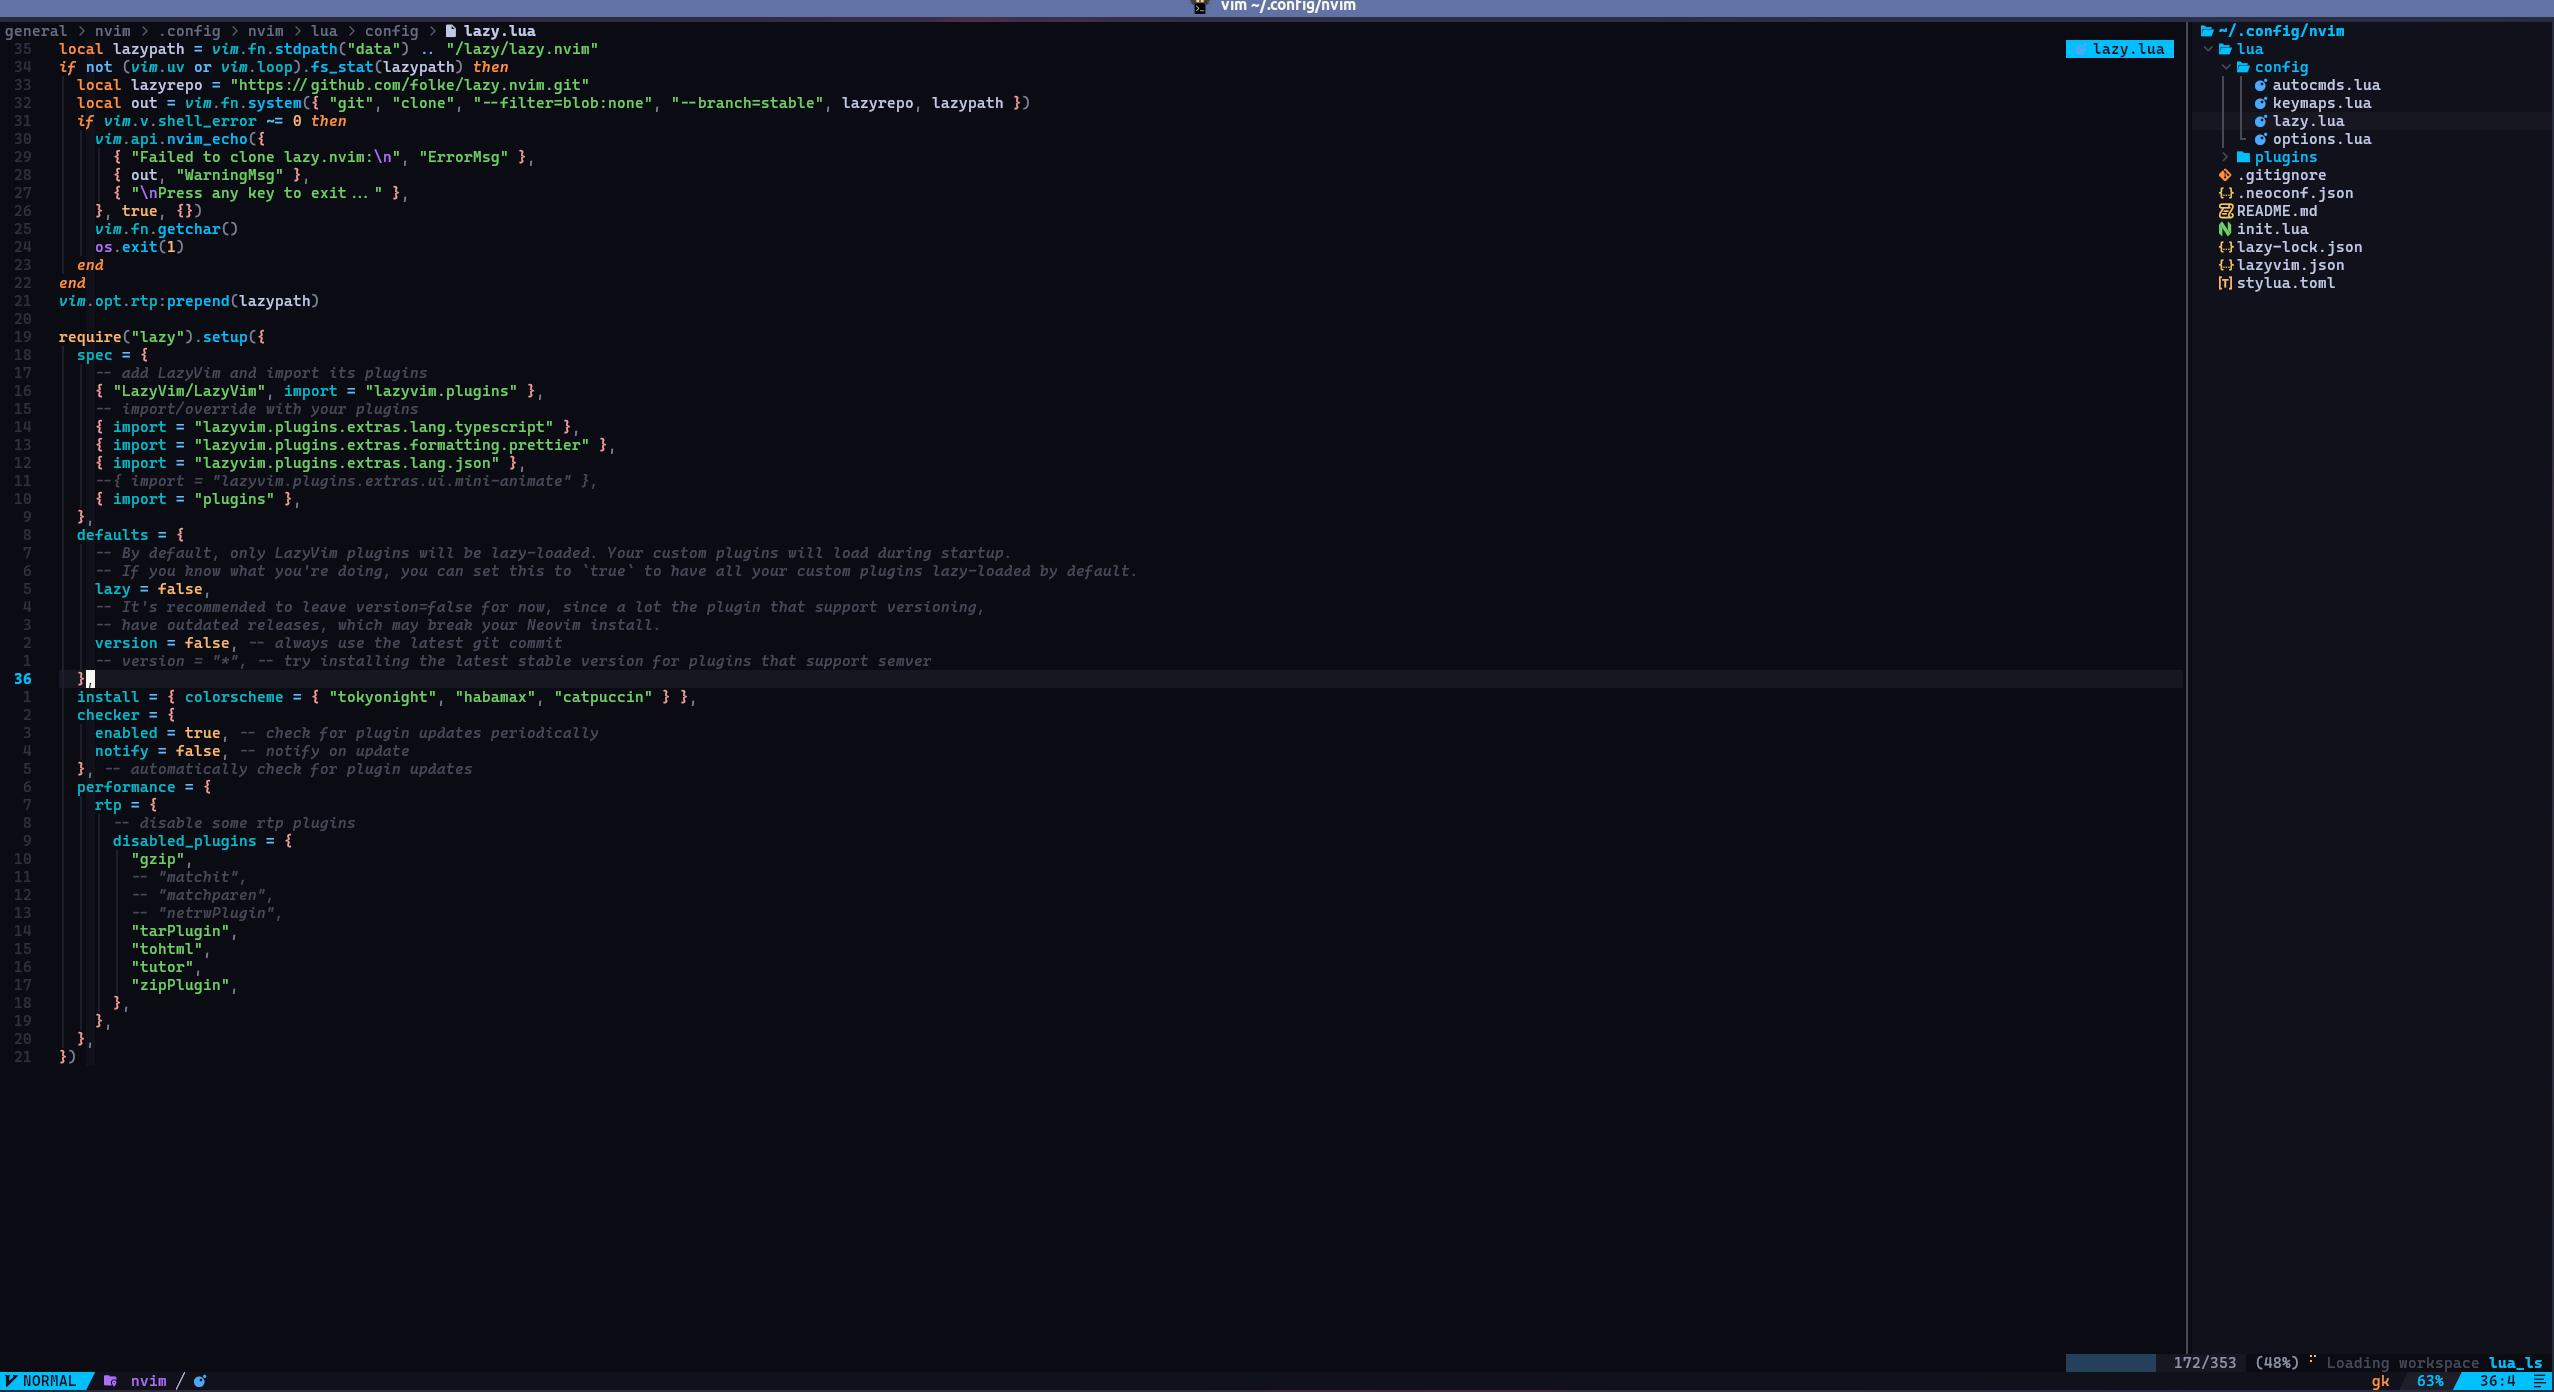 vim ~/.config/nvim
general > nvim > .config > nvim > lua > config > lazy.lua
35 local lazypath = vim.fn.stdpath("data") .. "/lazy/lazy.nvim"
lazy.lua
34 if not (vim.uv or vim.loop).fs_stat(lazypath) then
33 local lazyrepo = "https://github.com/folke/lazy.nvim.git"
32 local out = vim.fn.system({ "git", "clone", "--filter=blob:none", "--branch=stable", lazyrepo, lazypath })
31 if vim.v.shell_error ~= 0 then
30 vim.api.nvim_echo({
29 { "Failed to clone lazy.nvim:\n", "ErrorMsg" },
28 { out, "WarningMsg" },
27 { "\nPress any key to exit..." },
26 }, true, {})
25 vim.fn.getchar()
24 os.exit(1)
23 end
22 end
21 vim.opt.rtp:prepend(lazypath)
20
19 require("lazy").setup({
18 spec = {
17 -- add LazyVim and import its plugins
16 { "LazyVim/LazyVim", import = "lazyvim.plugins" },
15 -- import/override with your plugins
14 { import = "lazyvim.plugins.extras.lang.typescript" },
13 { import = "lazyvim.plugins.extras.formatting.prettier" },
12 { import = "lazyvim.plugins.extras.lang.json" },
11 --{ import = "lazyvim.plugins.extras.ui.mini-animate" },
10 { import = "plugins" },
9 },
8 defaults = {
7 -- By default, only LazyVim plugins will be lazy-loaded. Your custom plugins will load during startup.
6 -- If you know what you're doing, you can set this to `true` to have all your custom plugins lazy-loaded by default.
5 lazy = false,
4 -- It's recommended to leave version=false for now, since a lot the plugin that support versioning,
3 -- have outdated releases, which may break your Neovim install.
2 version = false, -- always use the latest git commit
1 -- version = "*", -- try installing the latest stable version for plugins that support semver
36 },
1 install = { colorscheme = { "tokyonight", "habamax", "catpuccin" } },
2 checker = {
3 enabled = true, -- check for plugin updates periodically
4 notify = false, -- notify on update
5 }, -- automatically check for plugin updates
6 performance = {
7 rtp = {
8 -- disable some rtp plugins
9 disabled_plugins = {
10 "gzip",
11 -- "matchit",
12 -- "matchparen",
13 -- "netrwPlugin",
14 "tarPlugin",
15 "tohtml",
16 "tutor",
17 "zipPlugin",
18 },
19 },
20 },
21 })
~/.config/nvim
lua
config
autocmds.lua
keymaps.lua
lazy.lua
options.lua
plugins
.gitignore
.neoconf.json
README.md
init.lua
lazy-lock.json
lazyvim.json
stylua.toml
172/353 (48%) Loading workspace lua_ls
NORMAL nvim /
gk 63% 36:4